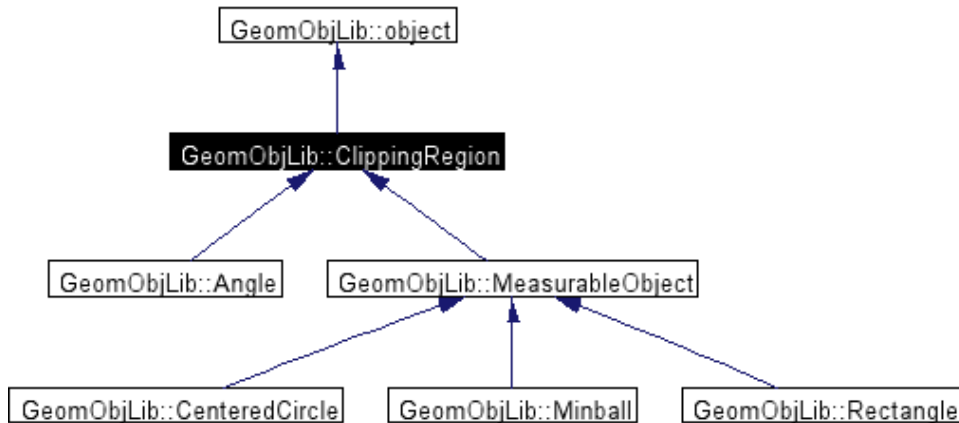 GeomObjLib::object
GeomObjLib::ClippingRegion
GeomObjLib::Angle
GeomObjLib::MeasurableObject
GeomObjLib::CenteredCircle
GeomObjLib::Minball
GeomObjLib::Rectangle